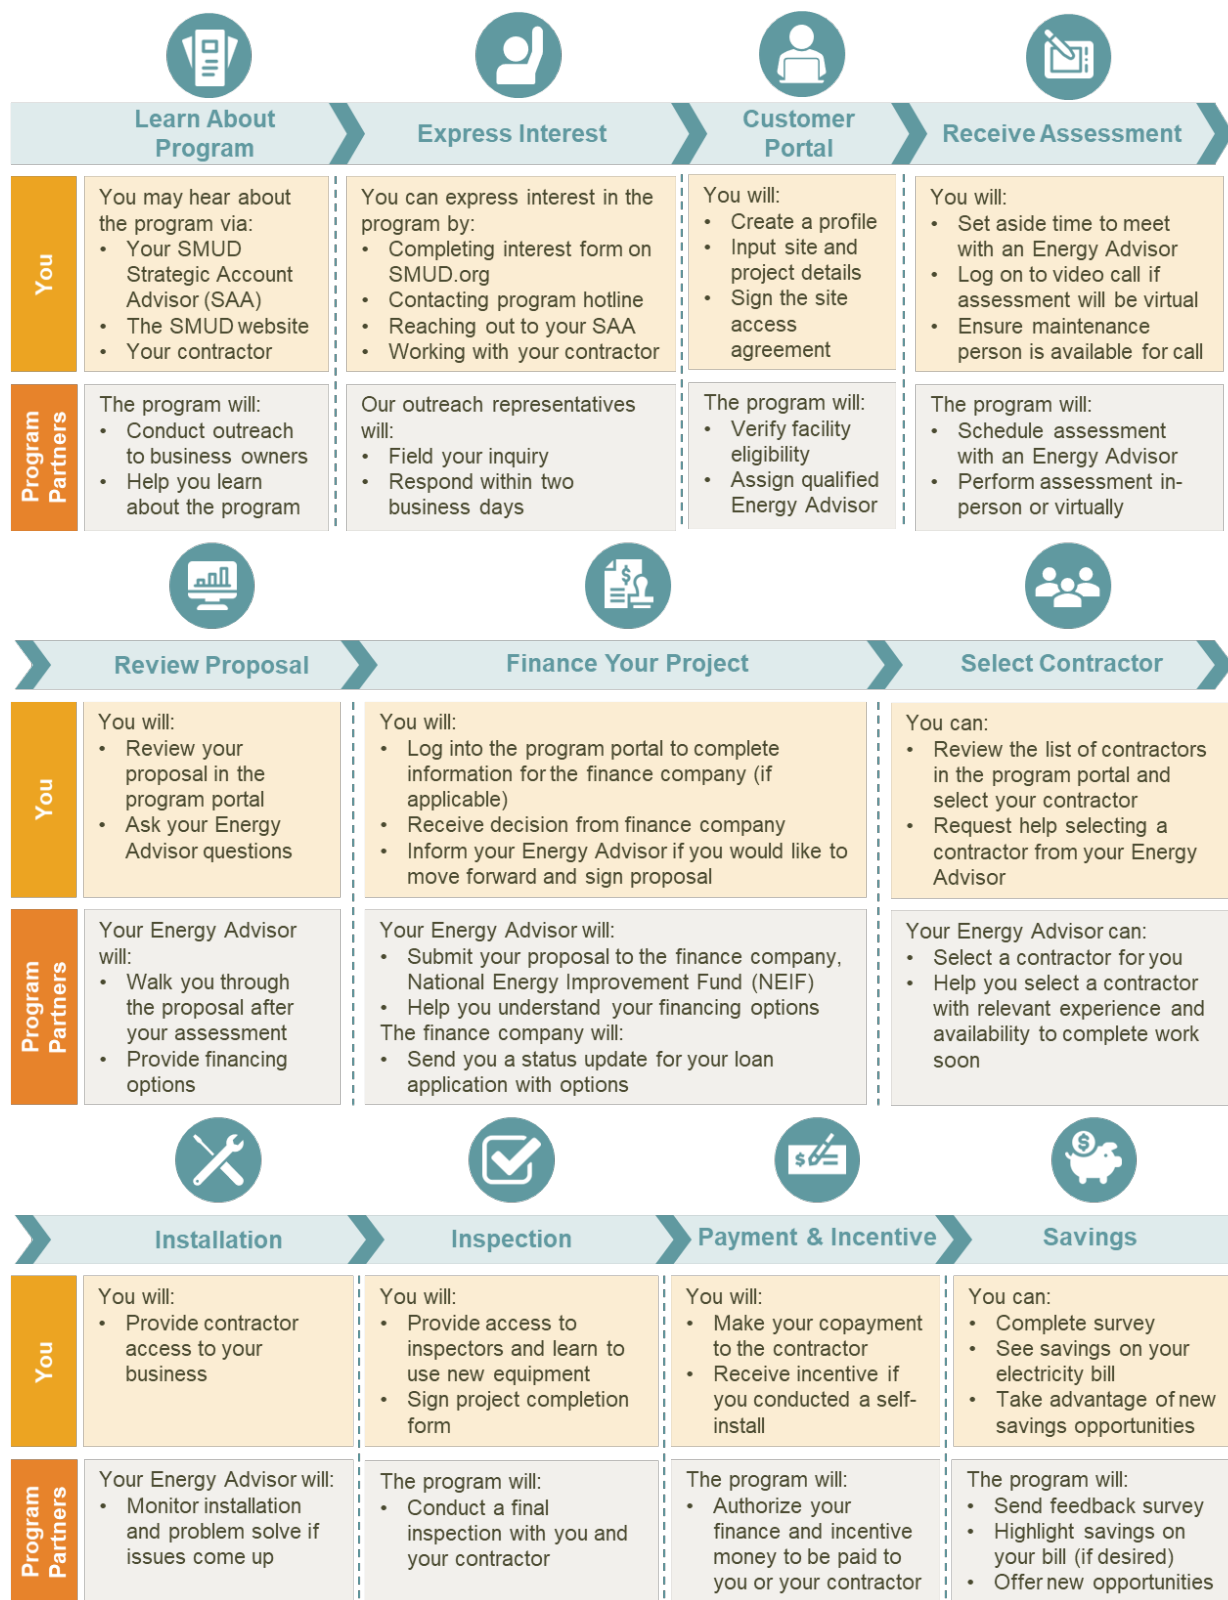 Learn About
Program
Express Interest
Customer
Portal
Receive Assessment
You
You may hear about
the program via:
• Your SMUD
Strategic Account
Advisor (SAA)
• The SMUD website
• Your contractor
You can express interest in the
program by:
• Completing interest form on
SMUD.org
• Contacting program hotline
• Reaching out to your SAA
• Working with your contractor
You will:
• Create a profile
• Input site and
project details
• Sign the site
access
agreement
You will:
• Set aside time to meet
with an Energy Advisor
• Log on to video call if
assessment will be virtual
• Ensure maintenance
person is available for call
Program
Partners
The program will:
• Conduct outreach
to business owners
• Help you learn
about the program
Our outreach representatives
will:
• Field your inquiry
• Respond within two
business days
The program will:
• Verify facility
eligibility
• Assign qualified
Energy Advisor
The program will:
• Schedule assessment
with an Energy Advisor
• Perform assessment in-
person or virtually
Review Proposal
Finance Your Project
Select Contractor
You
You will:
• Review your
proposal in the
program portal
• Ask your Energy
Advisor questions
You will:
• Log into the program portal to complete
information for the finance company (if
applicable)
• Receive decision from finance company
• Inform your Energy Advisor if you would like to
move forward and sign proposal
You can:
• Review the list of contractors
in the program portal and
select your contractor
• Request help selecting a
contractor from your Energy
Advisor
Program
Partners
Your Energy Advisor
will:
• Walk you through
the proposal after
your assessment
• Provide financing
options
Your Energy Advisor will:
• Submit your proposal to the finance company,
National Energy Improvement Fund (NEIF)
• Help you understand your financing options
The finance company will:
• Send you a status update for your loan
application with options
Your Energy Advisor can:
• Select a contractor for you
• Help you select a contractor
with relevant experience and
availability to complete work
soon
Installation
Inspection
Payment & Incentive
Savings
You
You will:
• Provide contractor
access to your
business
You will:
• Provide access to
inspectors and learn to
use new equipment
• Sign project completion
form
You will:
• Make your copayment
to the contractor
• Receive incentive if
you conducted a self-
install
You can:
• Complete survey
• See savings on your
electricity bill
• Take advantage of new
savings opportunities
Program
Partners
Your Energy Advisor will:
• Monitor installation
and problem solve if
issues come up
The program will:
• Conduct a final
inspection with you and
your contractor
The program will:
• Authorize your
finance and incentive
money to be paid to
you or your contractor
The program will:
• Send feedback survey
• Highlight savings on
your bill (if desired)
• Offer new opportunities